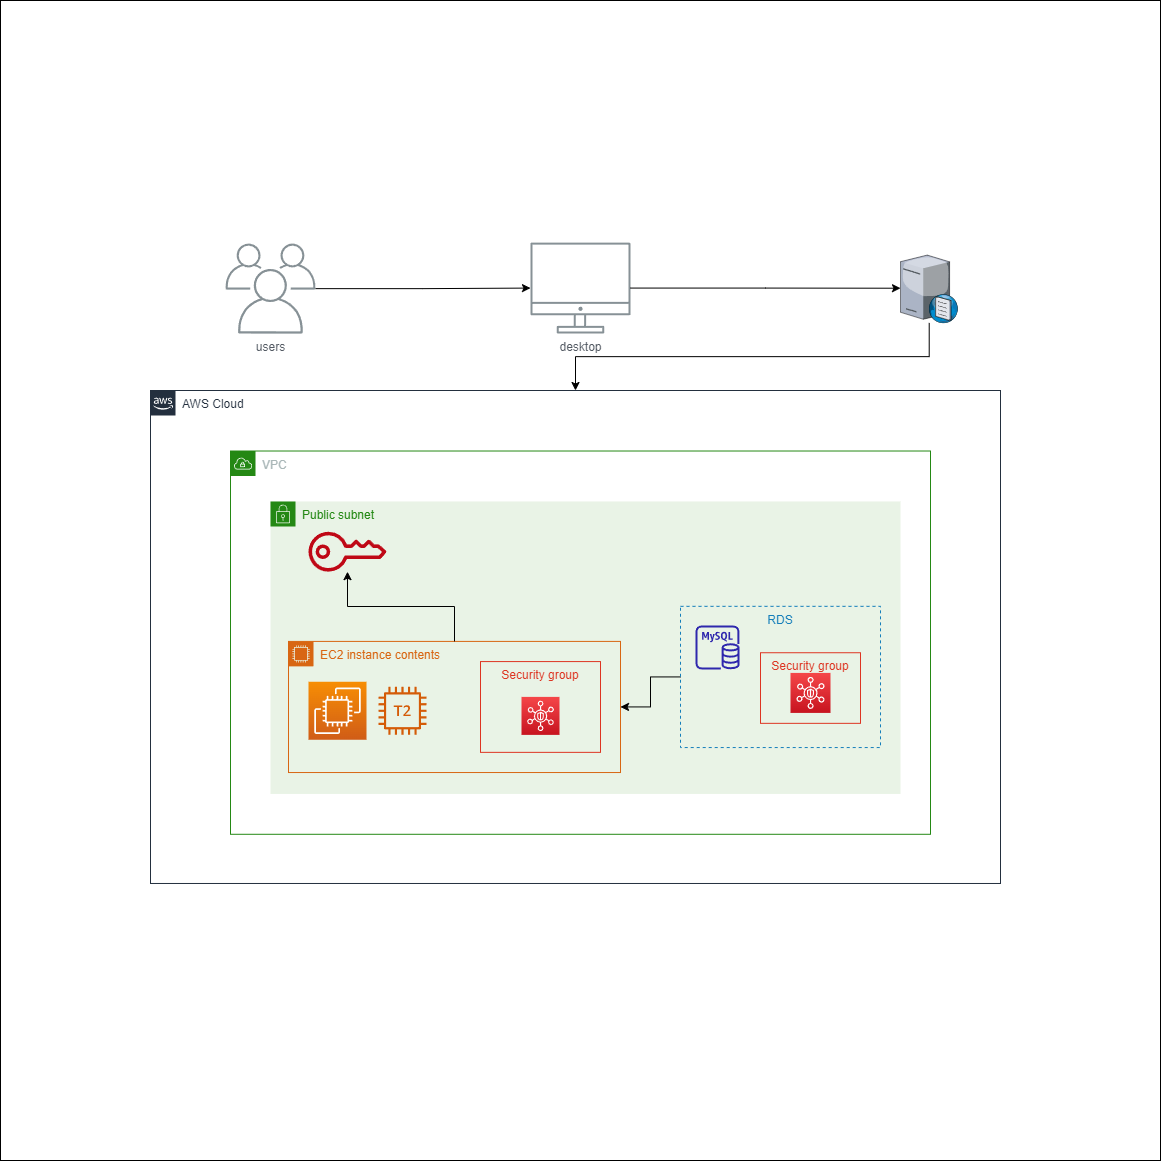 users
desktop
aws
AWS Cloud
VPC
Public subnet
RDS
MySQL
EC2 instance contents
Security group
Security group
T2